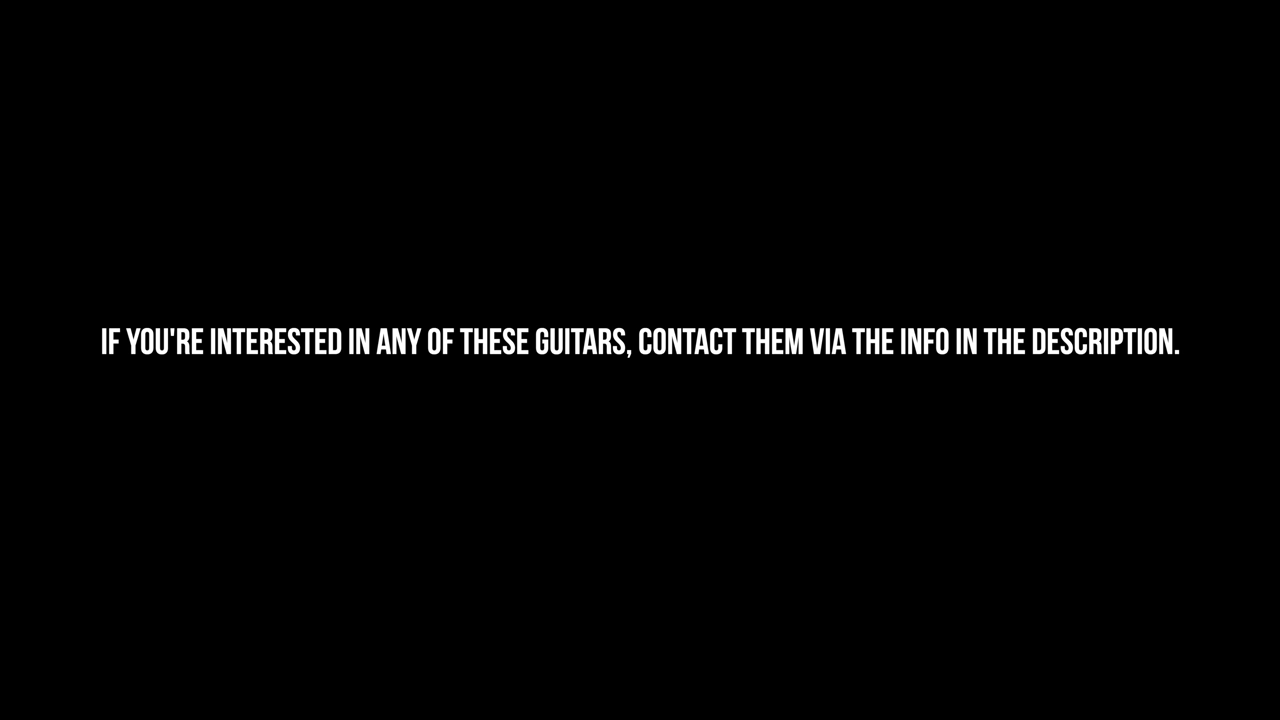 IF YOU'RE INTERESTED IN ANY OF THESE GUITARS, CONTACT THEM VIA THE INFO IN THE DESCRIPTION.